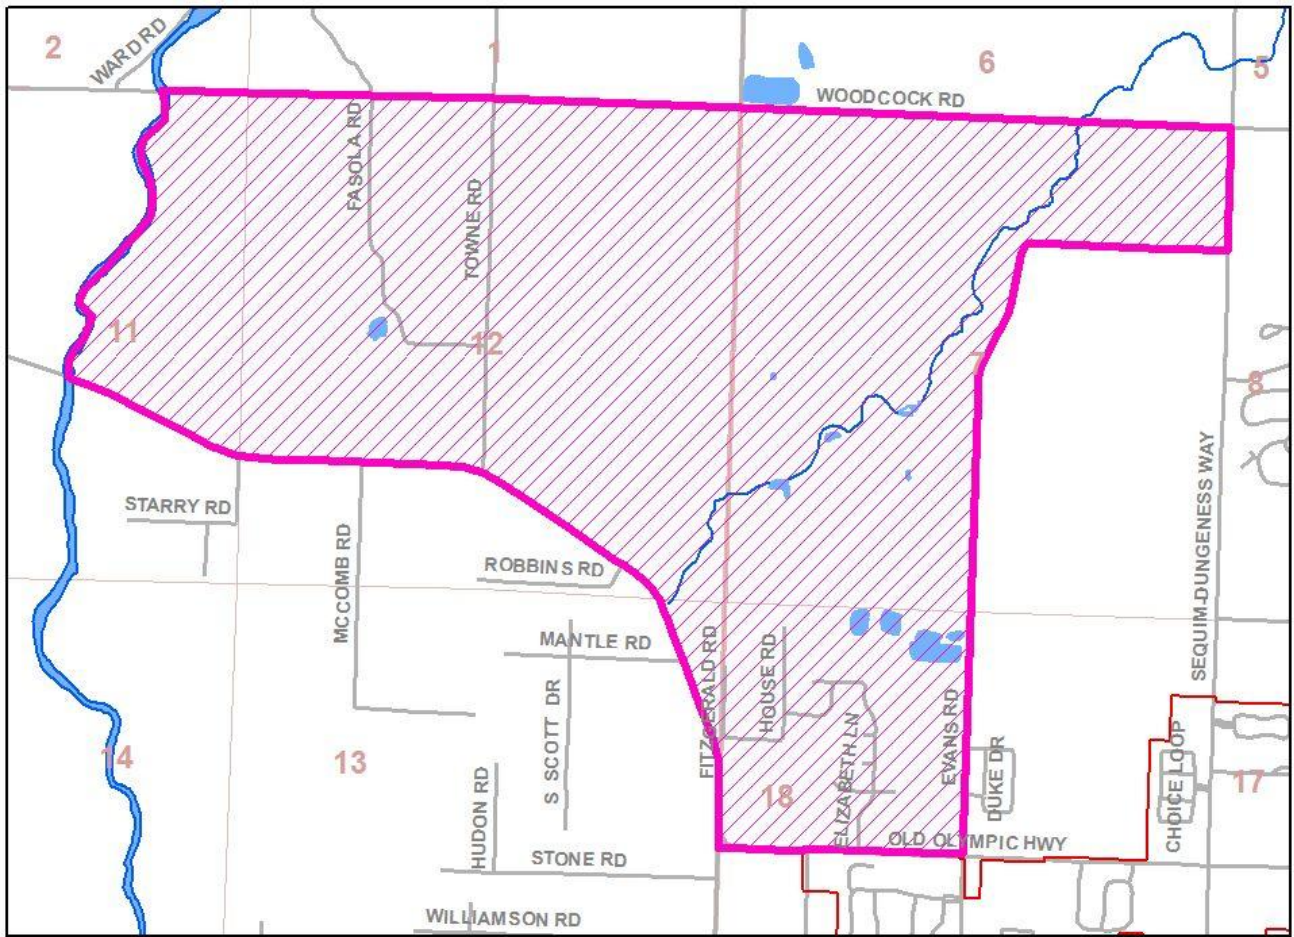 2
WARD RD
1
6
5
WOODCOCK RD
FASOLA RD
TOWNE RD
11
12
7
8
STARRY RD
MCCOMB RD
ROBBINS RD
MANTLE RD
S SCOTT DR
FITZGERALD RD
HOUSE RD
SEQUIM-DUNGENESS WAY
14
13
18
17
ELIZABETH LN
EVANS RD
DUKE DR
CHOICE LOOP
HUDON RD
OLD OLYMPIC HWY
STONE RD
WILLIAMSON RD